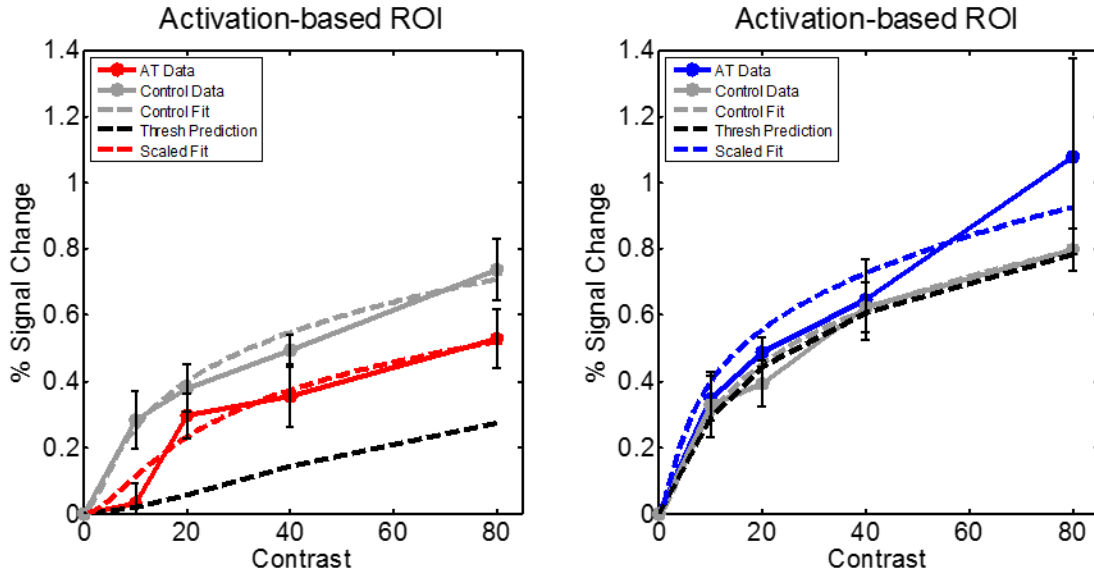 Activation-based ROI
1.4
1.2
1
0.8
0.6
0.4
0.2
0
% Signal Change
AT Data
Control Data
Control Fit
Thresh Prediction
Scaled Fit
0 20 40 60 80
Contrast
Activation-based ROI
1.4
1.2
1
0.8
0.6
0.4
0.2
0
% Signal Change
AT Data
Control Data
Control Fit
Thresh Prediction
Scaled Fit
0 20 40 60 80
Contrast